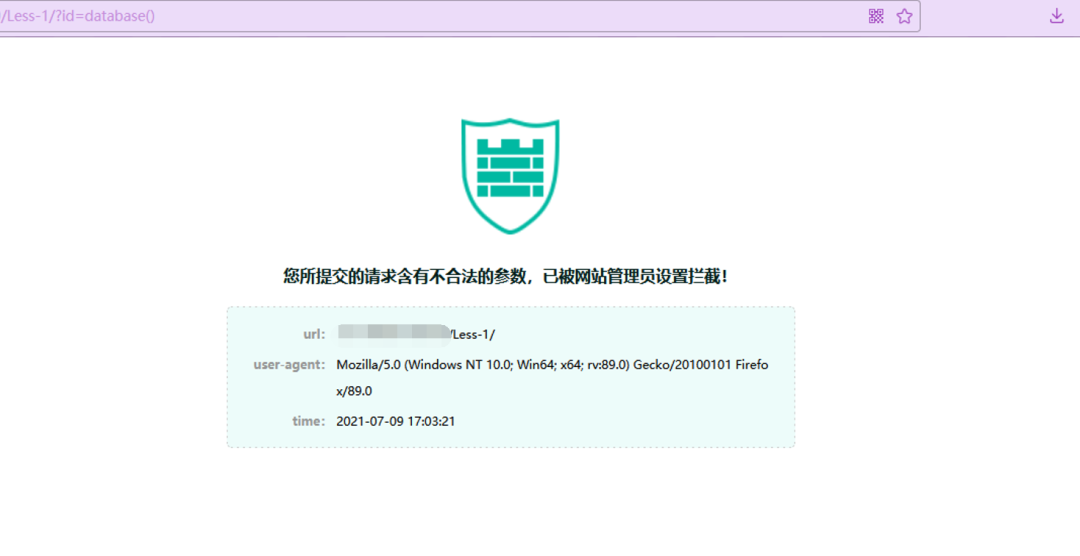 /Less-1/?id=database()
您所提交的请求含有不合法的参数，已被网站管理员设置拦截！
url: /Less-1/
user-agent: Mozilla/5.0 (Windows NT 10.0; Win64; x64; rv:89.0) Gecko/20100101 Firefo
x/89.0
time: 2021-07-09 17:03:21